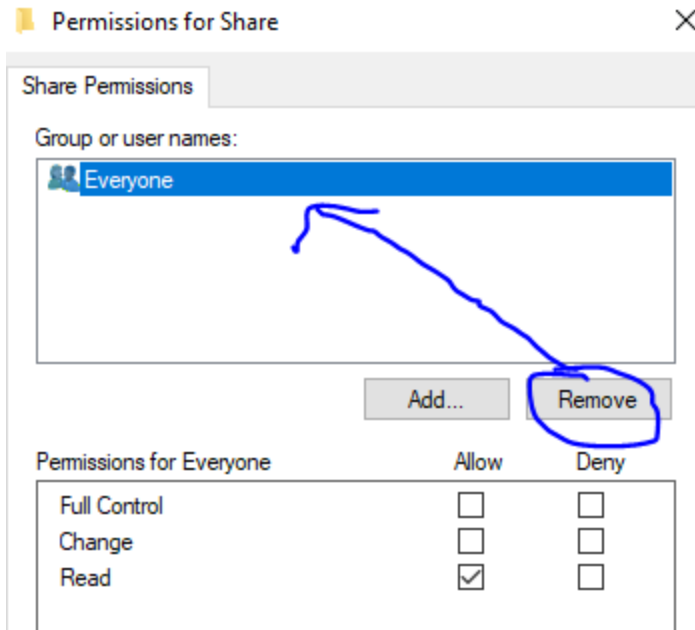 Permissions for Share
Share Permissions
Group or user names:
Everyone
Add... Remove
Permissions for Everyone Allow Deny
Full Control
Change
Read